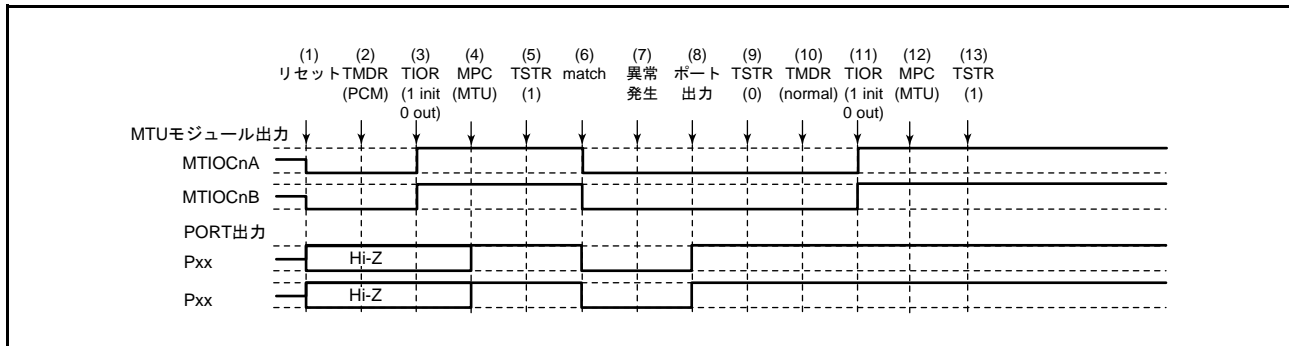 (1) (2) (3) (4) (5) (6) (7) (8) (9) (10) (11) (12) (13)
リセット TMDR TIOR MPC TSTR match 異常 ポート TSTR TMDR TIOR MPC TSTR
(PCM) (1 init (MTU) (1) 発生 出力 (0) (normal) (1 init (MTU) (1)
0 out) 0 out)
MTUモジュール出力
MTIOCnA
MTIOCnB
PORT出力
Pxx Hi-Z
Pxx Hi-Z